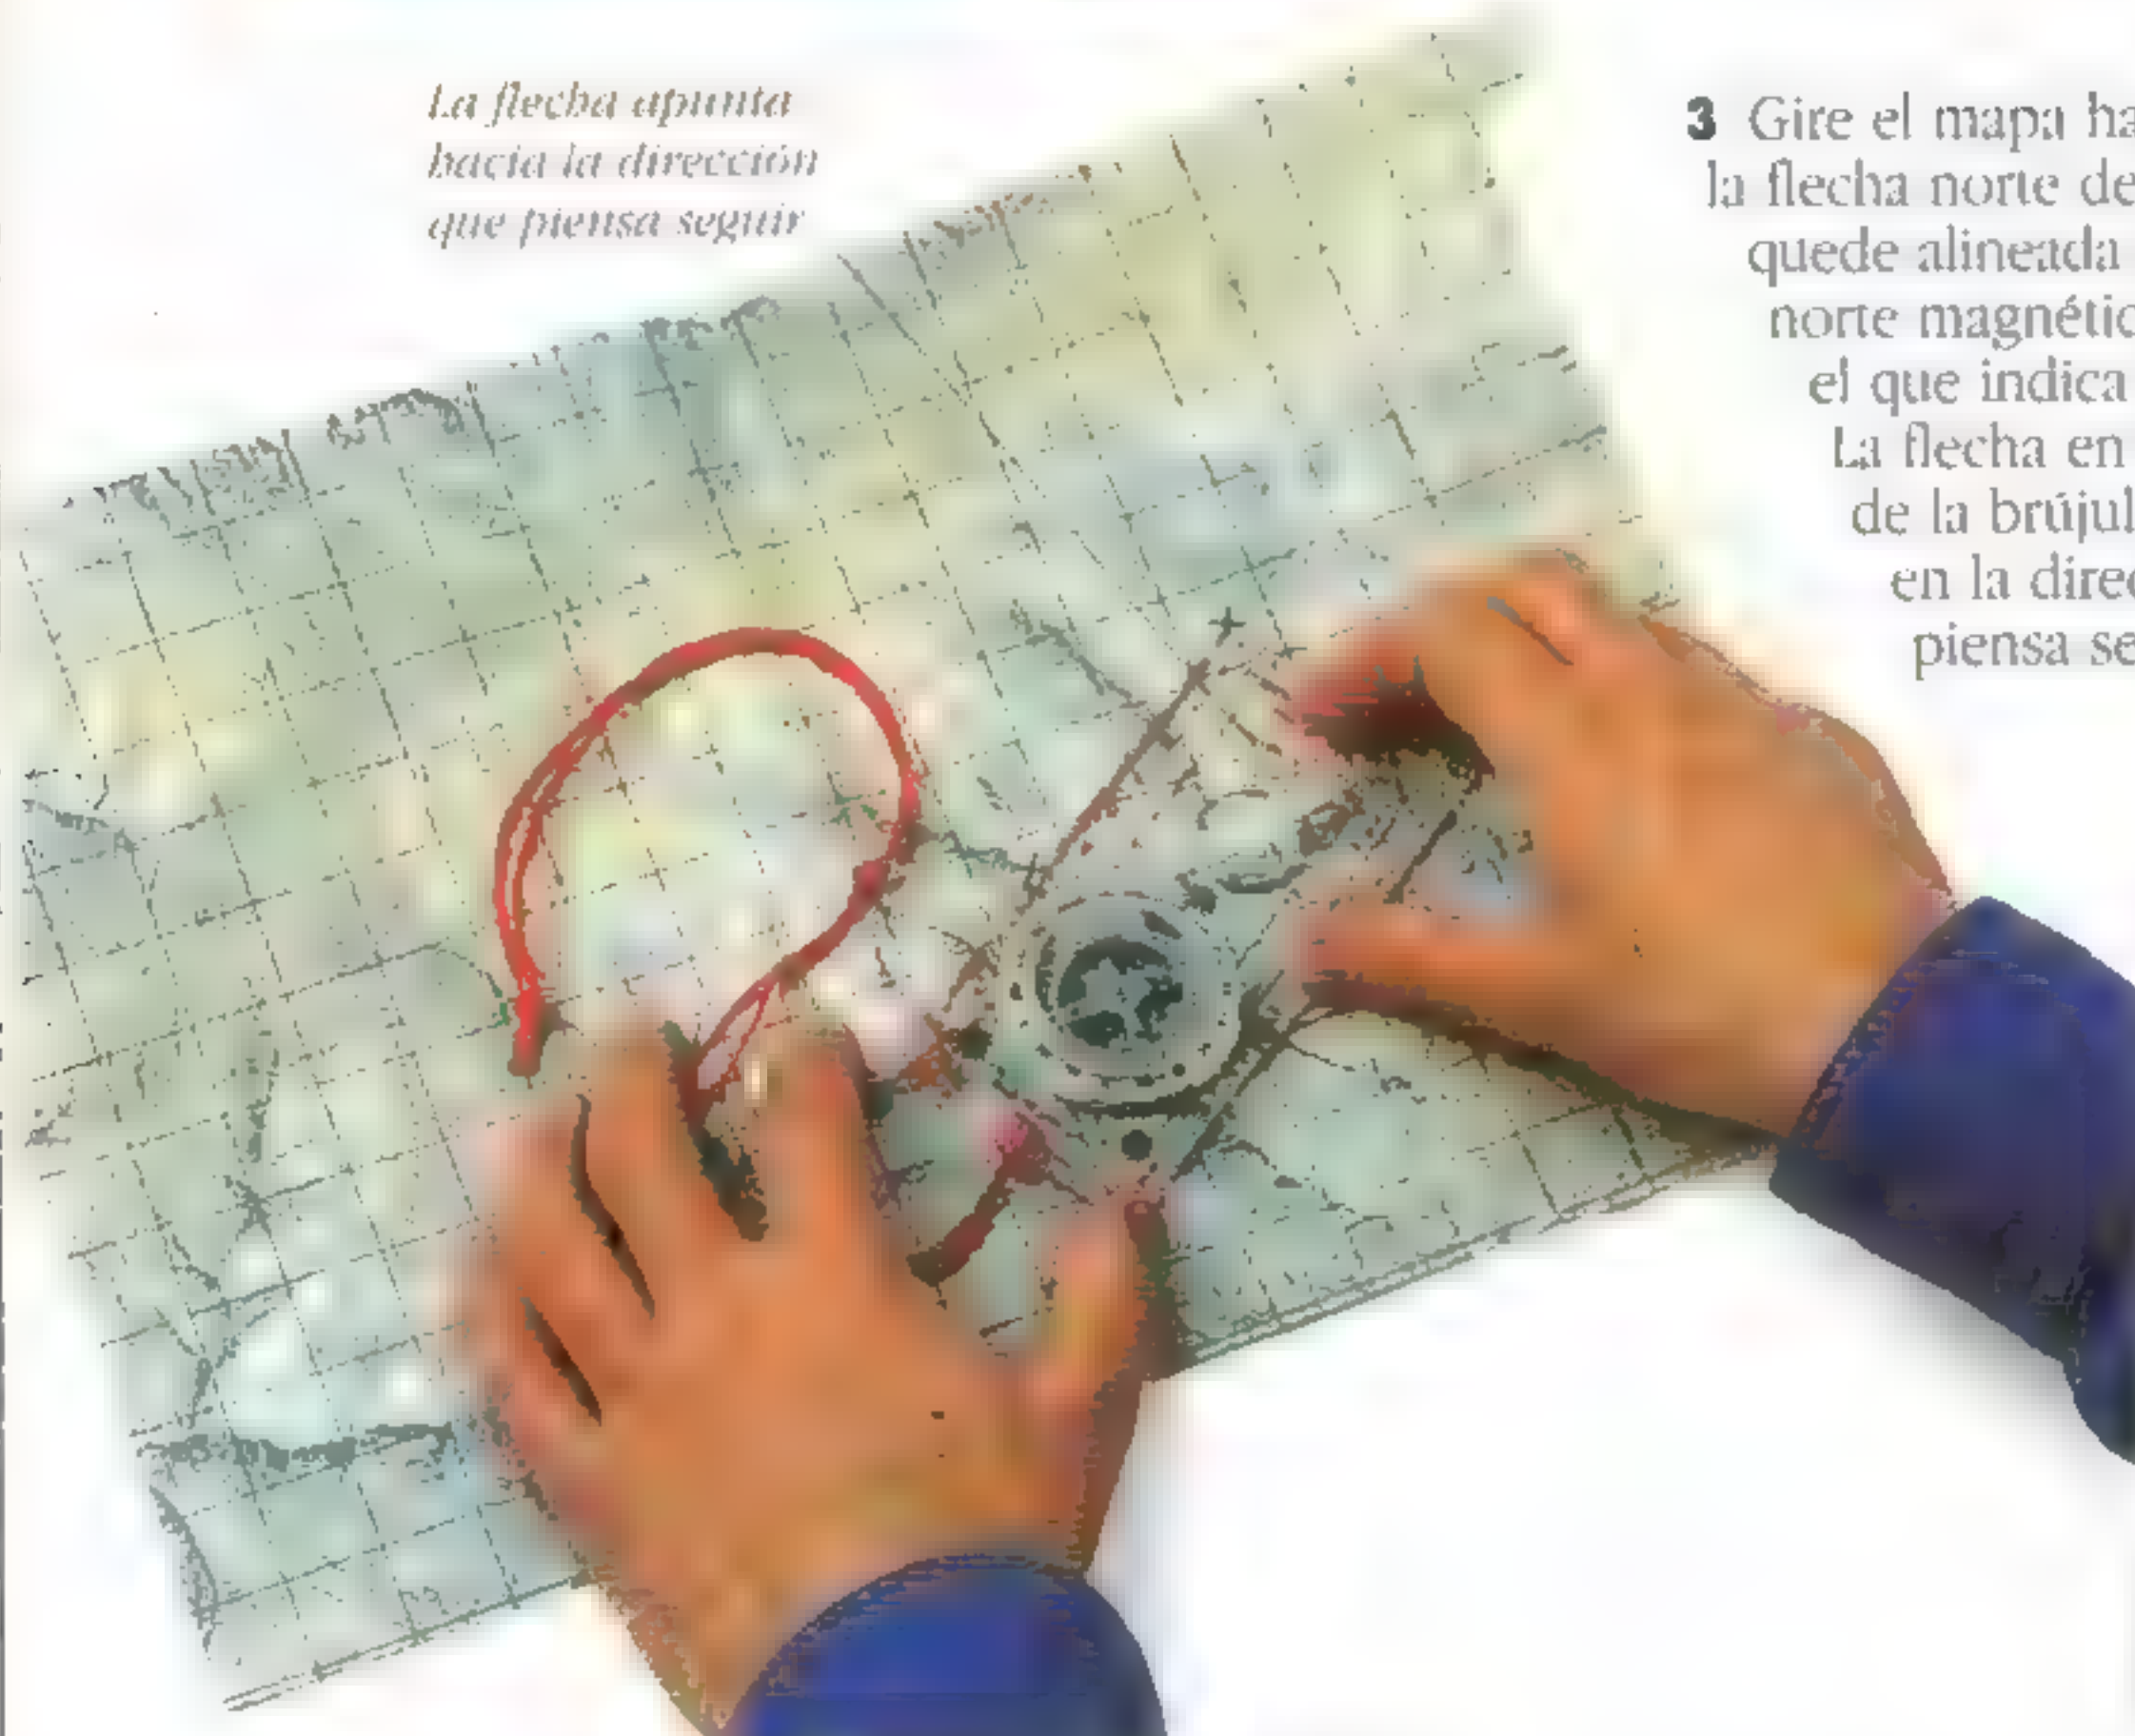 La flecha apunta
hacia la dirección
que piensa seguir
3 Gire el mapa ha
la flecha norte de
quede alineada
norte magnétic
el que indica
La flecha en
de la brújul
en la direc
piensa se